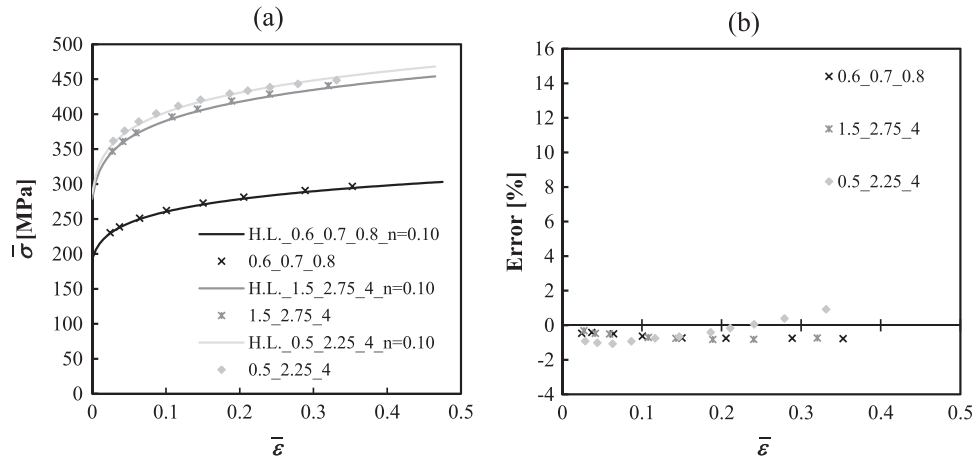 (a)
500
450
400
350
300
250
200
150
100
50
0
σ̅ [MPa]
H.L._0.6_0.7_0.8_n=0.10
0.6_0.7_0.8
H.L._1.5_2.75_4_n=0.10
1.5_2.75_4
H.L._0.5_2.25_4_n=0.10
0.5_2.25_4
0 0.1 0.2 0.3 0.4 0.5
ε̅
(b)
16
14
12
10
8
6
4
2
0
-2
-4
Error [%]
0.6_0.7_0.8
1.5_2.75_4
0.5_2.25_4
0 0.1 0.2 0.3 0.4 0.5
ε̅